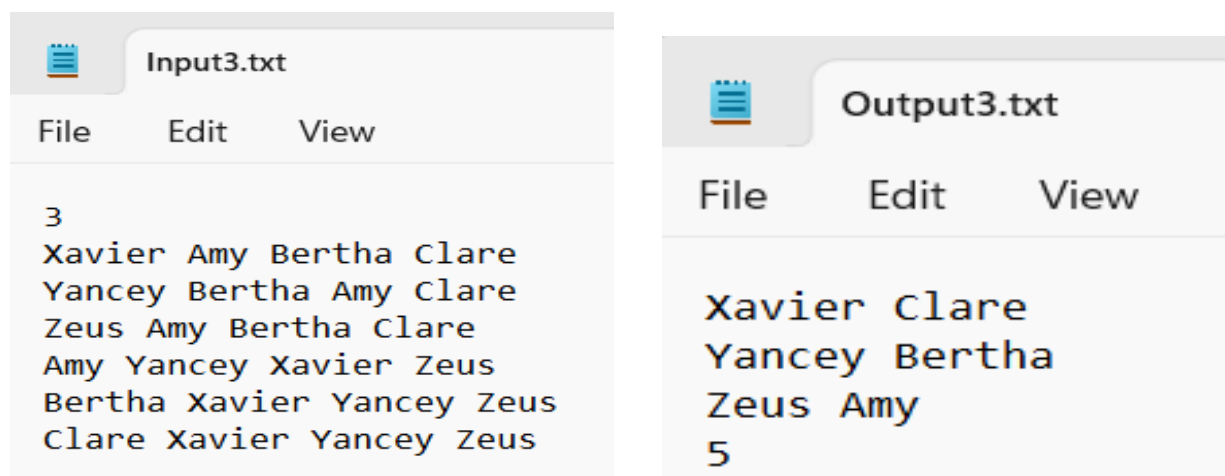 Input3.txt
File Edit View
3
Xavier Amy Bertha Clare
Yancey Bertha Amy Clare
Zeus Amy Bertha Clare
Amy Yancey Xavier Zeus
Bertha Xavier Yancey Zeus
Clare Xavier Yancey Zeus
Output3.txt
File Edit View
Xavier Clare
Yancey Bertha
Zeus Amy
5